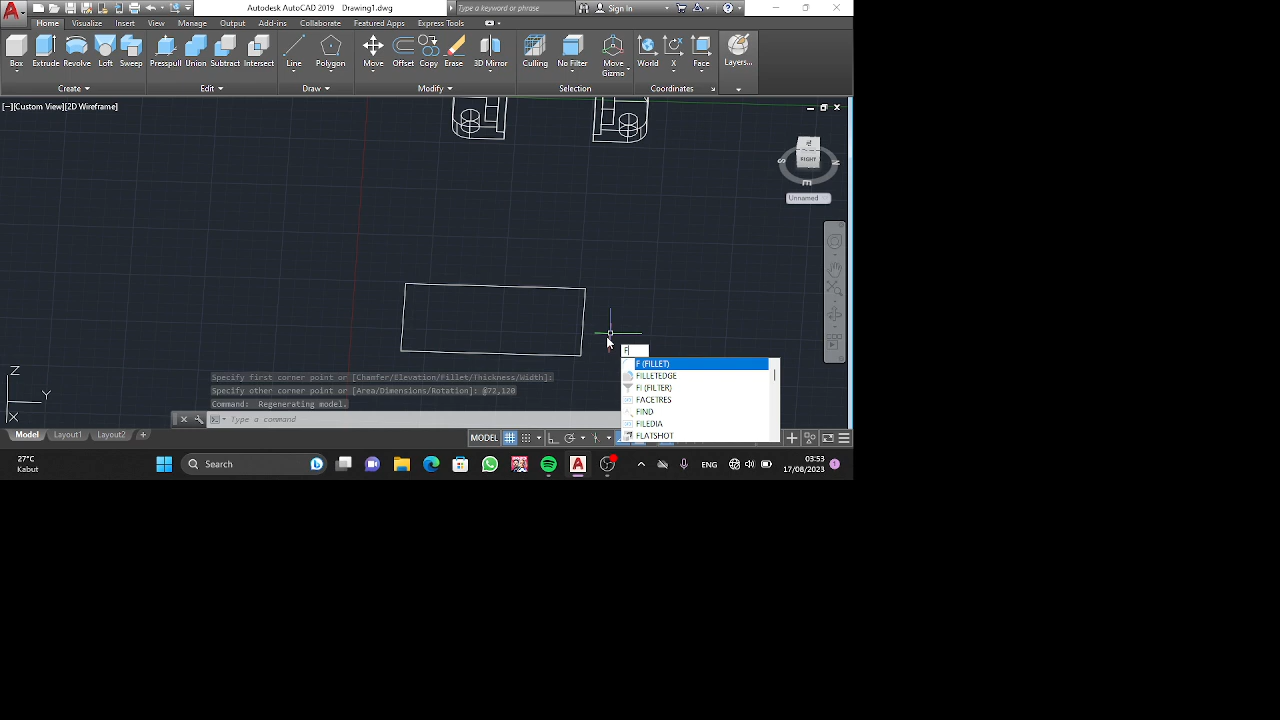 Autodesk AutoCAD 2019 Drawing1.dwg
Type a keyword or phrase
Sign In
Home Visualize Insert View Manage Output Add-ins Collaborate Featured Apps Express Tools
Box Extrude Revolve Loft Sweep Presspull Union Subtract Intersect Line Polygon Move Offset Copy Erase 3D Mirror Culling No Filter Move Gizmo World X Face Layers...
Create Edit Draw Modify Selection Coordinates
[−][Custom View][2D Wireframe]
RIGHT
S N
E
Unnamed
F
F (FILLET)
FILLETEDGE
FI (FILTER)
FACETRES
FIND
FILEDIA
FLATSHOT
Z
Y
X
Specify first corner point or [Chamfer/Elevation/Fillet/Thickness/Width]:
Specify other corner point or [Area/Dimensions/Rotation]: @72,120
Command: Regenerating model.
Type a command
Model Layout1 Layout2 +
MODEL
27°C
Kabut
Search
ENG
03:53
17/08/2023
1